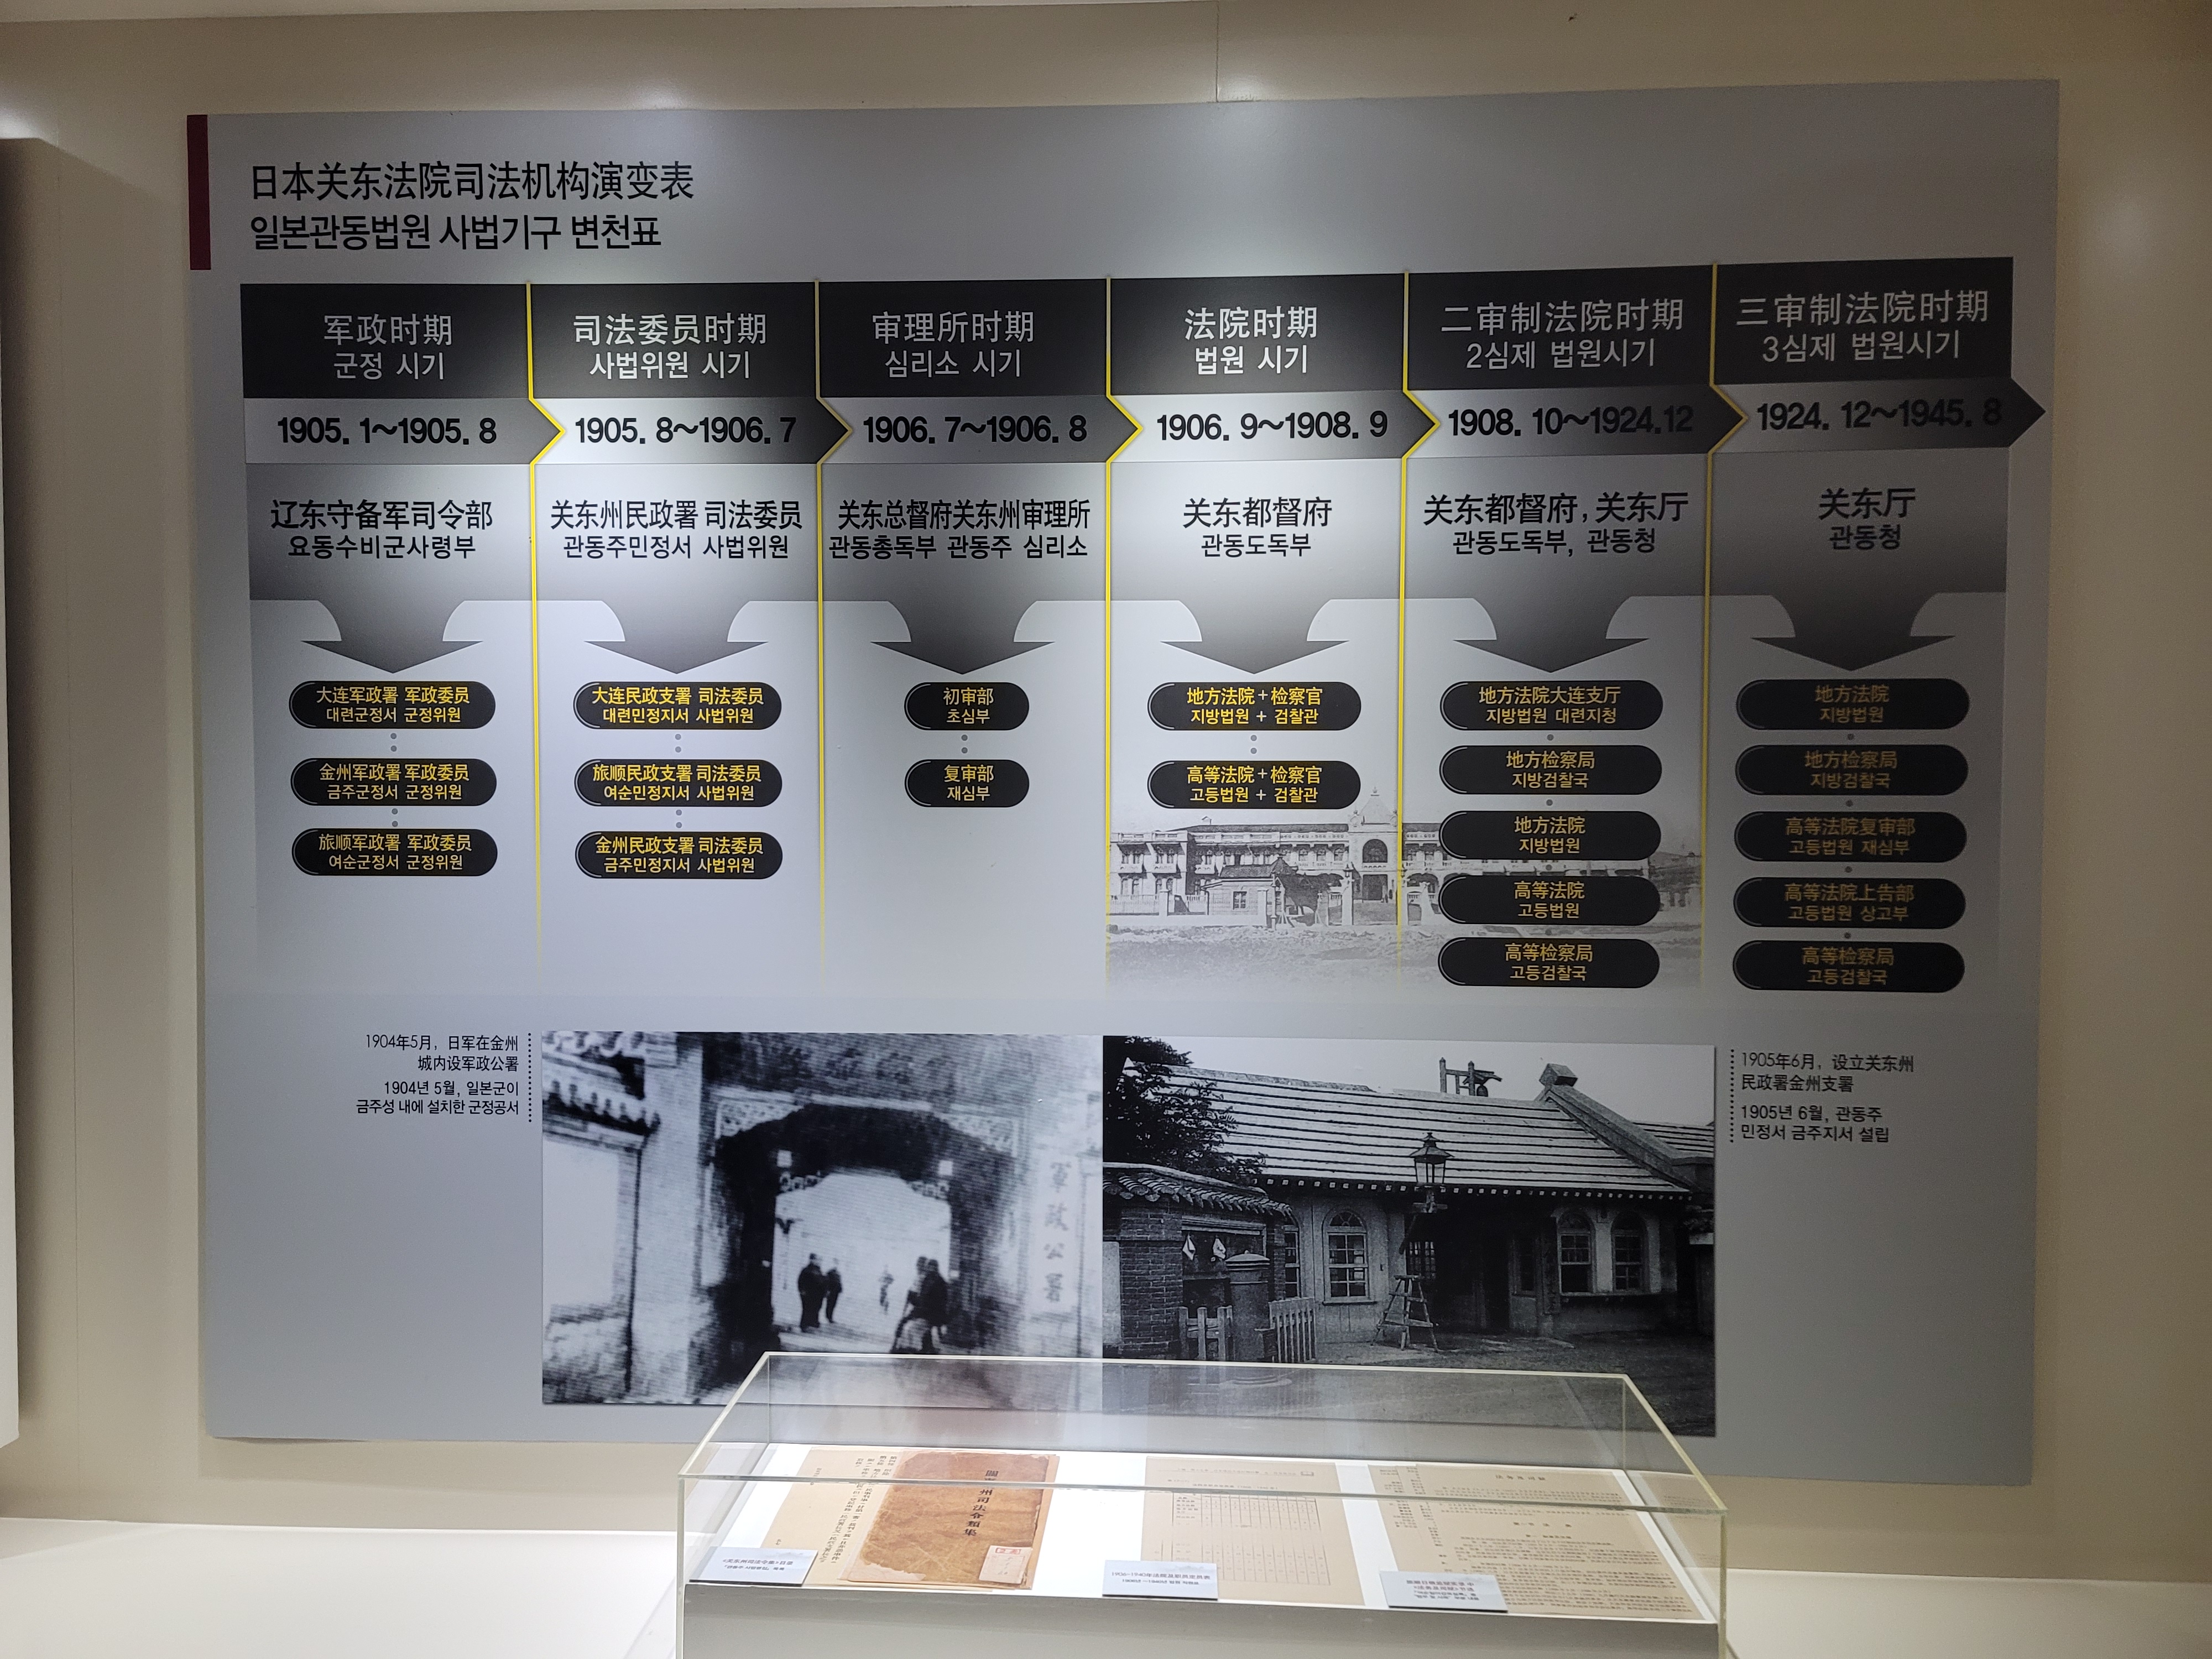 日本关东法院司法机构演变表
일본관동법원 사법기구 변천표
军政时期
군정 시기
1905. 1～1905. 8
辽东守备军司令部
요동수비군사령부
大连军政署 军政委员
대련군정서 군정위원
金州军政署 军政委员
금주군정서 군정위원
旅顺军政署 军政委员
여순군정서 군정위원
司法委员时期
사법위원 시기
1905. 8～1906. 7
关东州民政署 司法委员
관동주민정서 사법위원
大连民政支署 司法委员
대련민정지서 사법위원
旅顺民政支署 司法委员
여순민정지서 사법위원
金州民政支署 司法委员
금주민정지서 사법위원
审理所时期
심리소 시기
1906. 7～1906. 8
关东总督府关东州审理所
관동총독부 관동주 심리소
初审部
초심부
复审部
재심부
法院时期
법원 시기
1906. 9～1908. 9
关东都督府
관동도독부
地方法院+检察官
지방법원 + 검찰관
高等法院+检察官
고등법원 + 검찰관
二审制法院时期
2심제 법원시기
1908. 10～1924.12
关东都督府, 关东厅
관동도독부, 관동청
地方法院大连支厅
지방법원 대련지청
地方检察局
지방검찰국
地方法院
지방법원
高等法院
고등법원
高等检察局
고등검찰국
三审制法院时期
3심제 법원시기
1924. 12～1945. 8
关东厅
관동청
地方法院
지방법원
地方检察局
지방검찰국
高等法院复审部
고등법원 재심부
高等法院上告部
고등법원 상고부
高等检察局
고등검찰국
1904年5月，日军在金州
城内设军政公署
1904년 5월, 일본군이
금주성 내에 설치한 군정공서
軍政公署
1905年6月，设立关东州
民政署金州支署
1905년 6월, 관동주
민정서 금주지서 설립
關東州司法令類集